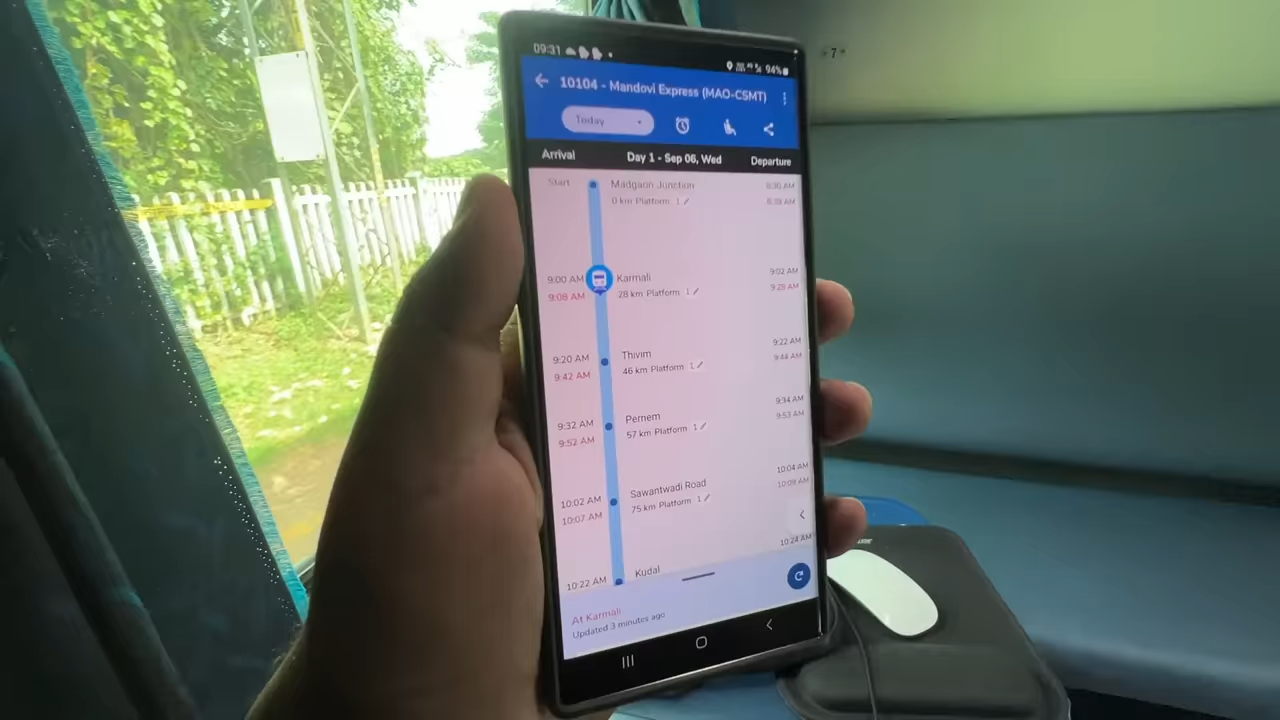 7
09:31
94%
10104 - Mandovi Express (MAO-CSMT)
Today
Arrival Day 1 - Sep 06, Wed Departure
Start Madgaon Junction 8:30 AM
0 km Platform 1 8:39 AM
9:00 AM Karmali 9:02 AM
9:08 AM 28 km Platform 1 9:28 AM
9:20 AM Thivim 9:22 AM
9:42 AM 46 km Platform 1 9:44 AM
9:32 AM Pernem 9:34 AM
9:52 AM 57 km Platform 1 9:53 AM
10:02 AM Sawantwadi Road 10:04 AM
10:07 AM 75 km Platform 1 10:09 AM
10:22 AM Kudal 10:24 AM
At Karmali
Updated 3 minutes ago